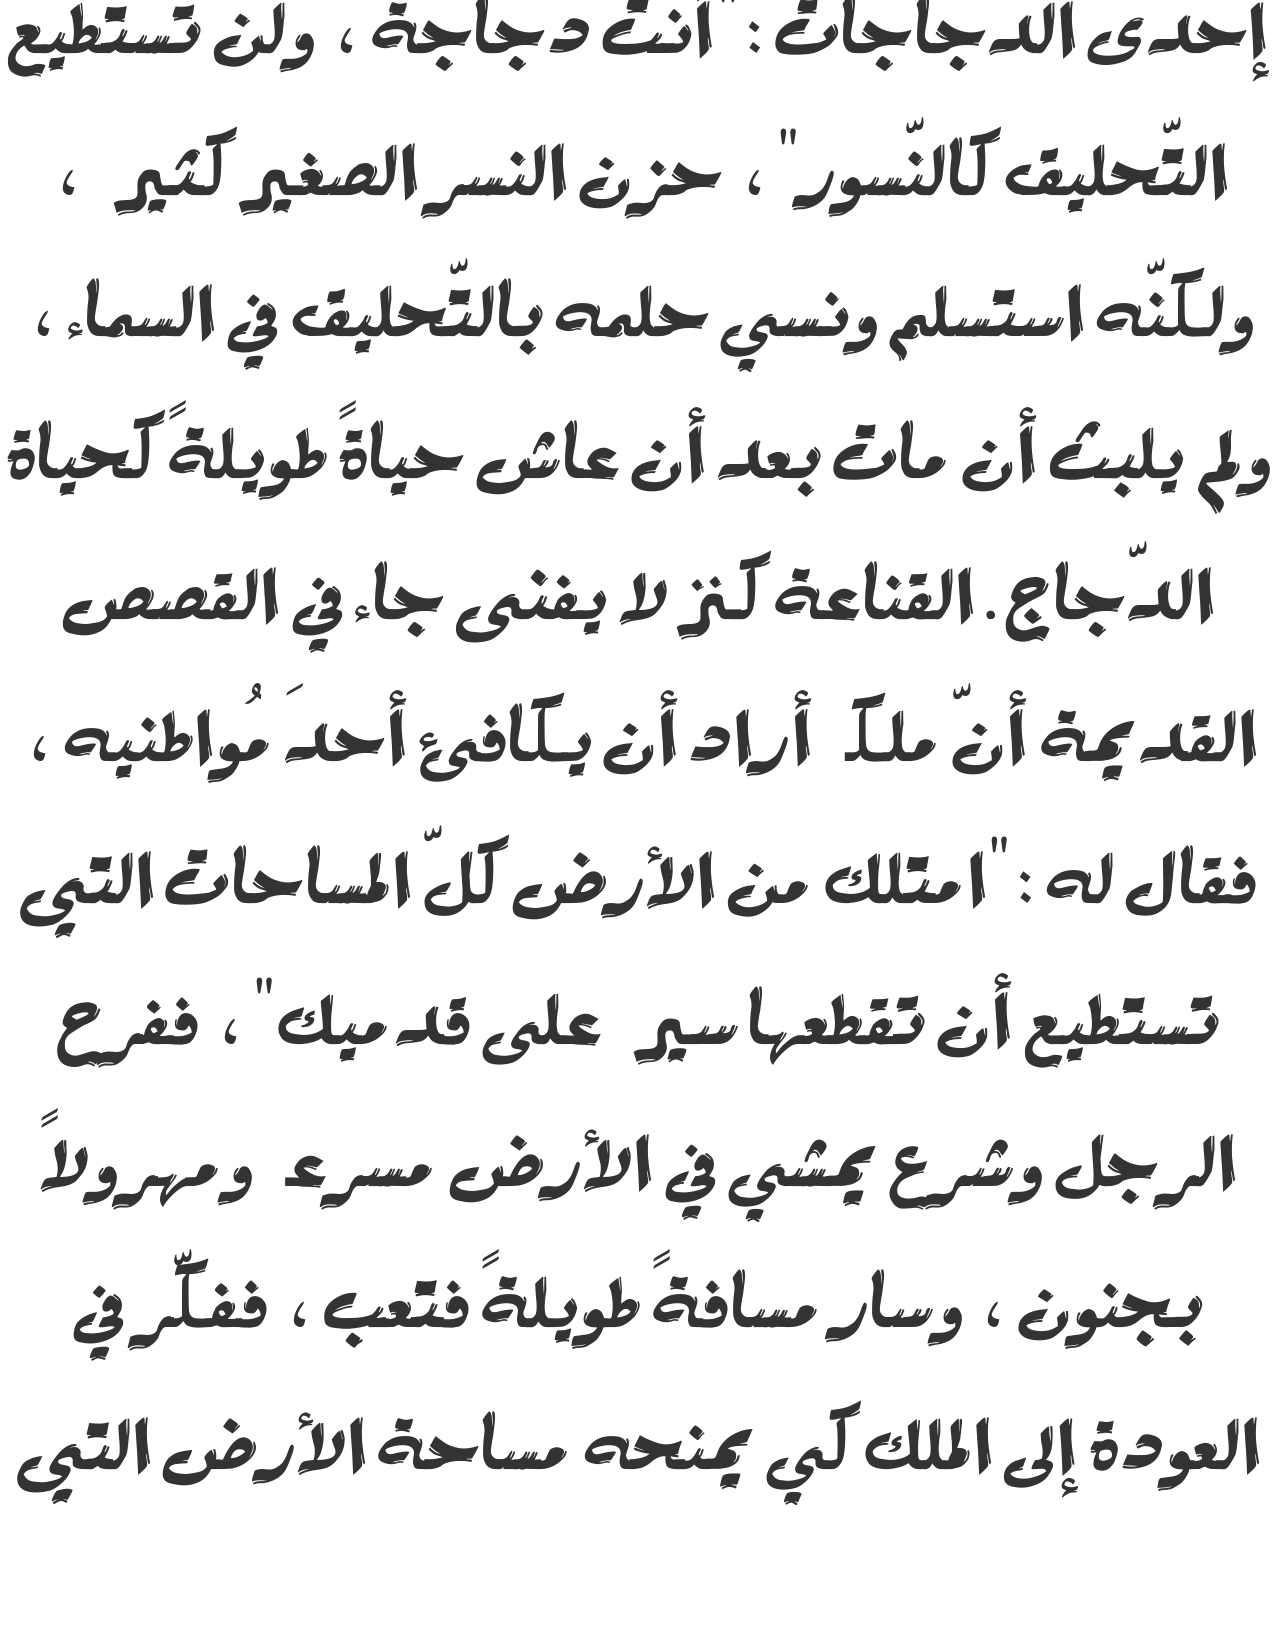 إحدى الدجاجات : "أنت دجاجة ، ولن تستطيع
التّحليق كالنّسور" ، حزن النسر الصغير كثير ،
ولكنّه استسلم ونسي حلمه بالتّحليق في السماء ،
ولم يلبث أن مات بعد أن عاش حياةً طويلةً كحياة
الدّجاج . القناعة كنز لا يفنى جاء في القصص
القديمة أنّ ملك أراد أن يكافئ أحدَ مُواطنيه ،
فقال له : "امتلك من الأرض كلّ المساحات التي
تستطيع أن تقطعها سير على قدميك" ، ففرح
الرجل وشرع يمشي في الأرض مسرع ومهرولاً
بجنون ، وسار مسافةً طويلةً فتعب ، ففكّر في
العودة إلى الملك كي يمنحه مساحة الأرض التي